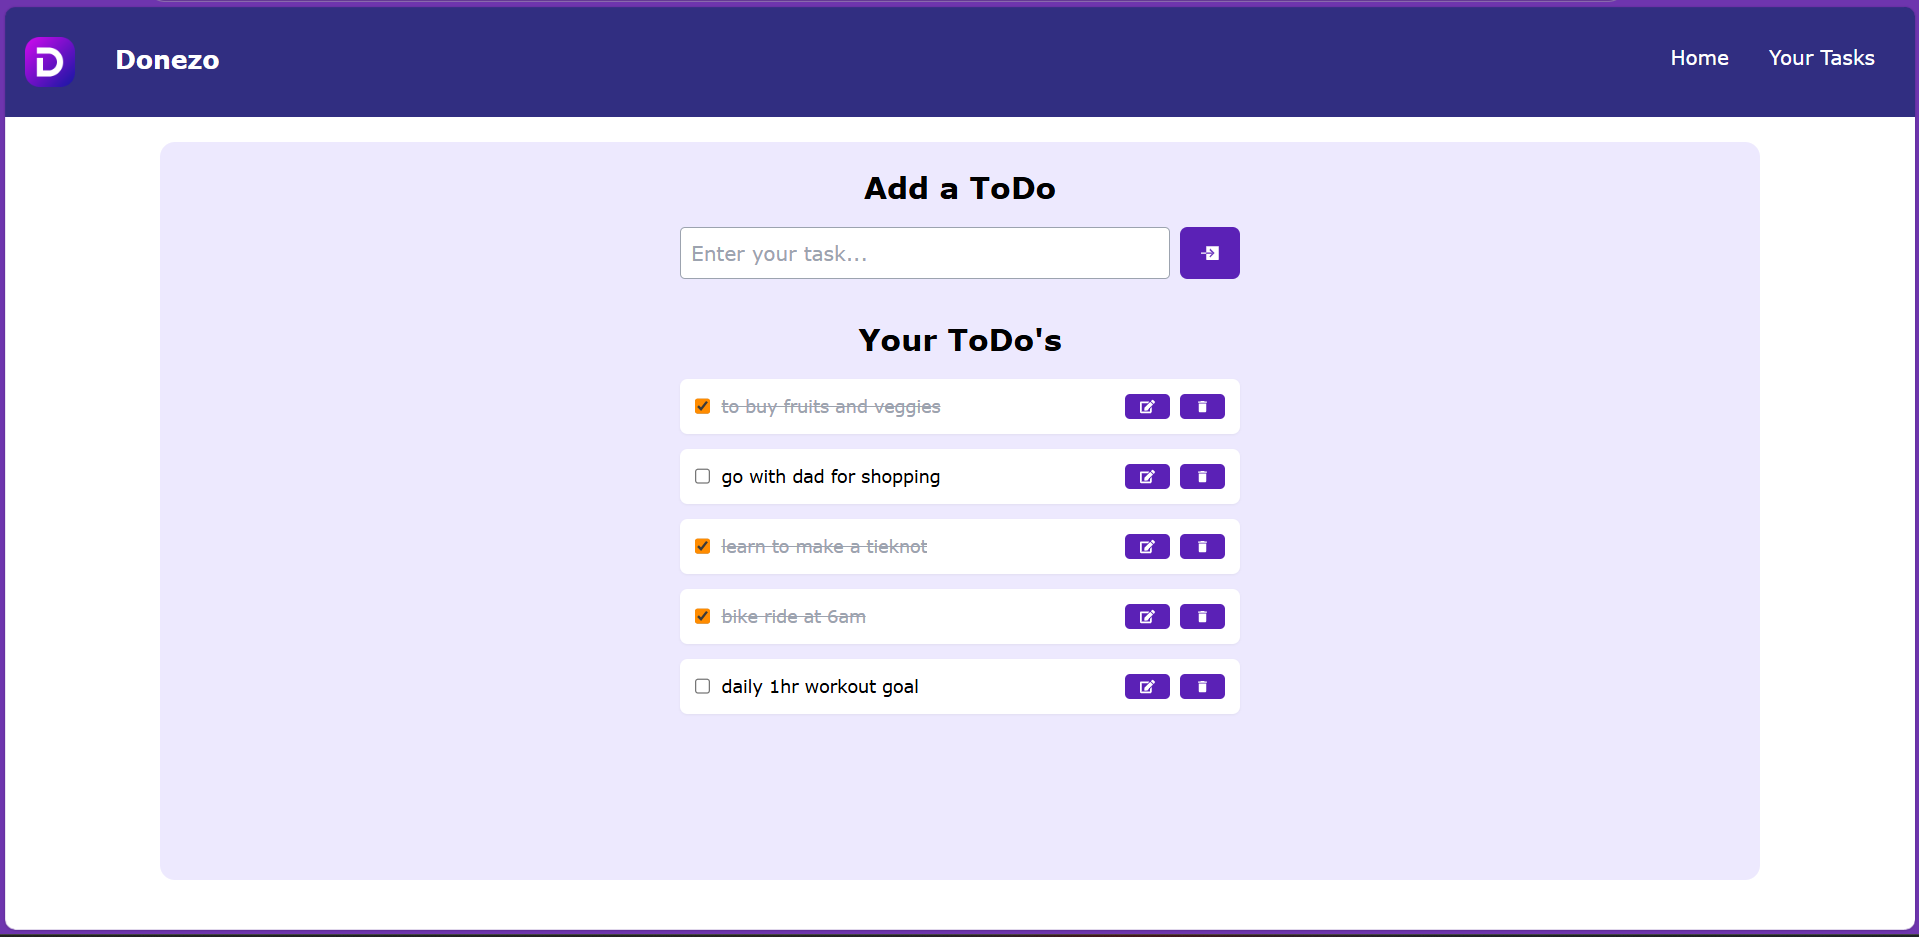 D
Donezo
Home
Your Tasks
Add a ToDo
Enter your task...
Your ToDo's
to buy fruits and veggies
go with dad for shopping
learn to make a tieknot
bike ride at 6am
daily 1hr workout goal